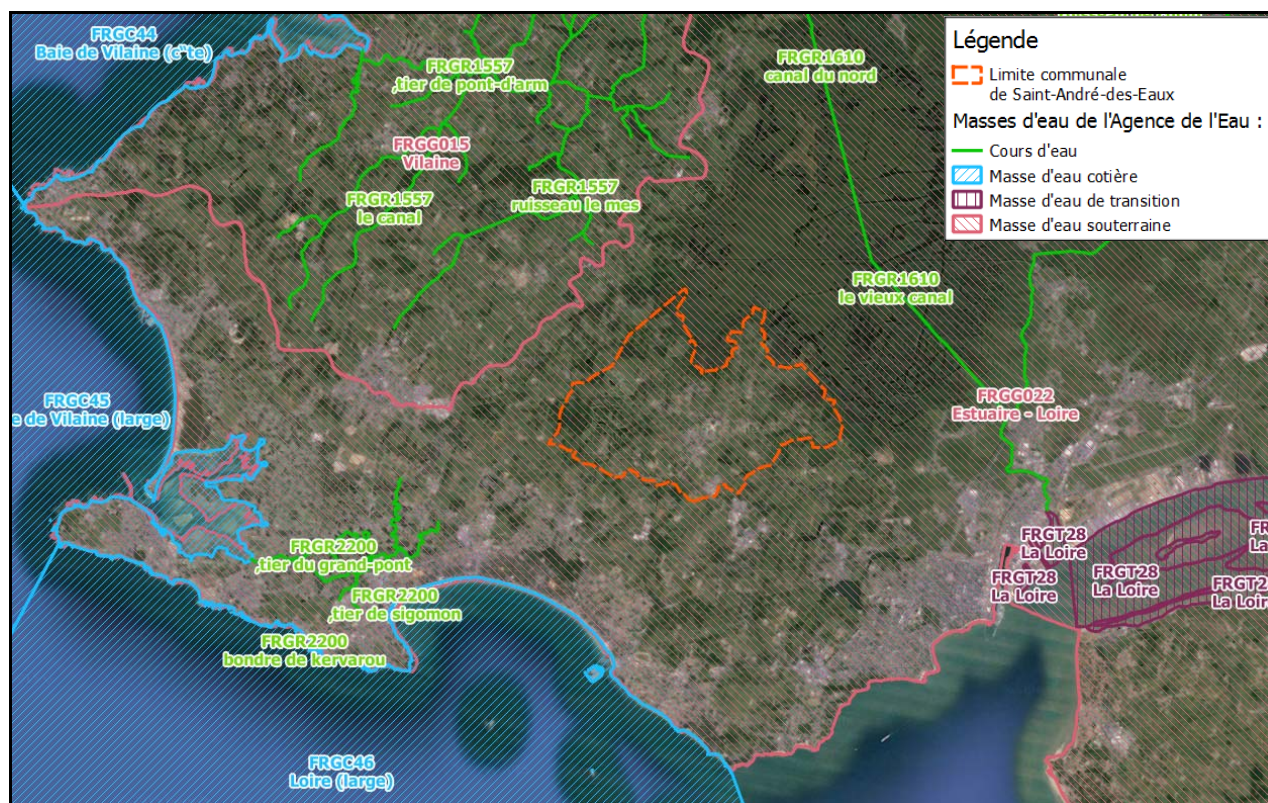 FRGC44
Baie de Vilaine (c"te)
FRGR1557
,tier de pont-d'arm
FRGR1610
canal du nord
Légende
Limite communale
de Saint-André-des-Eaux
Masses d'eau de l'Agence de l'Eau :
Cours d'eau
Masse d'eau cotière
Masse d'eau de transition
Masse d'eau souterraine
FRGG015
Vilaine
FRGR1557
le canal
FRGR1557
ruisseau le mes
FRGR1610
le vieux canal
FRGC45
e de Vilaine (large)
FRGG022
Estuaire - Loire
FRGR2200
,tier du grand-pont
FRGR2200
,tier de sigomon
FRGR2200
bondre de kervarou
FRGT28
La Loire
FRGT28
La Loire
FRGT28
La Loire
FR
La
FRGT2
La Loir
FRGC46
Loire (large)